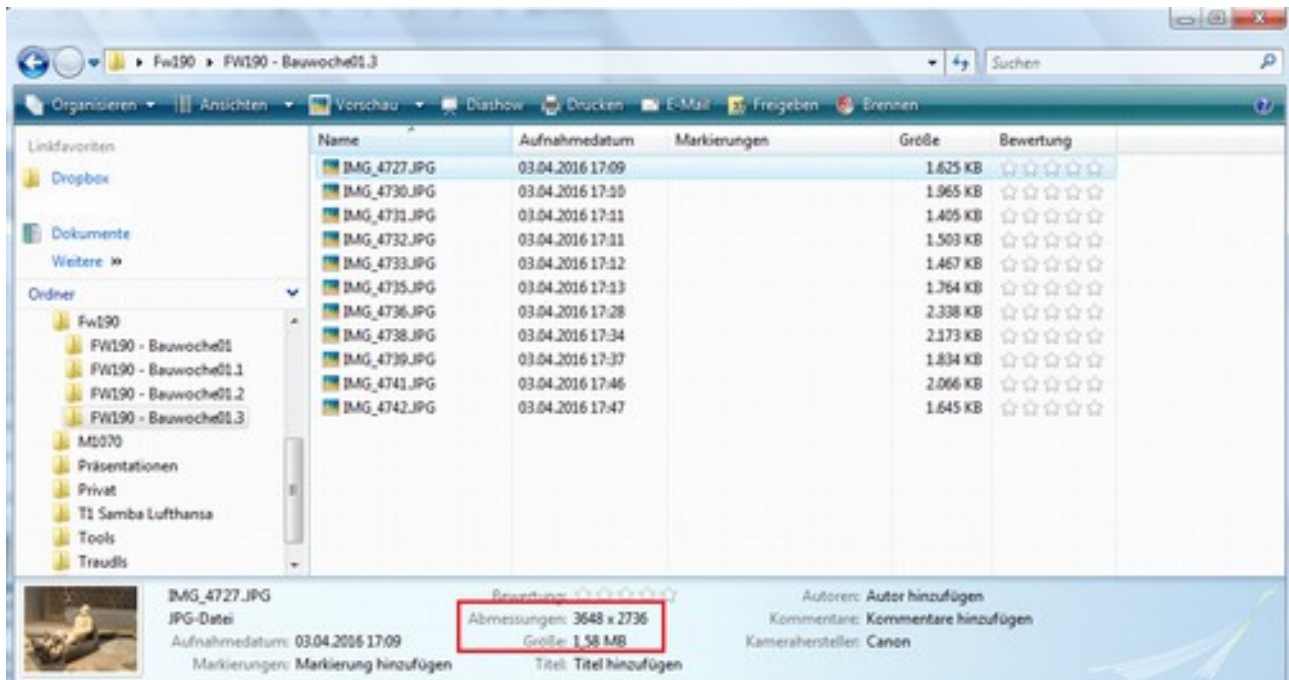 Fw190 ▸ FW190 - Bauwoche01.3
Suchen
Organisieren Ansichten Vorschau Diashow Drucken E-Mail Freigeben Brennen
Linkfavoriten
Dropbox
Dokumente
Weitere »
Ordner
Fw190
FW190 - Bauwoche01
FW190 - Bauwoche01.1
FW190 - Bauwoche01.2
FW190 - Bauwoche01.3
M1070
Präsentationen
Privat
T1 Samba Lufthansa
Tools
Traudls
Name Aufnahmedatum Markierungen Größe Bewertung
IMG_4727.JPG 03.04.2016 17:09 1.625 KB
IMG_4730.JPG 03.04.2016 17:10 1.965 KB
IMG_4731.JPG 03.04.2016 17:11 1.405 KB
IMG_4732.JPG 03.04.2016 17:11 1.503 KB
IMG_4733.JPG 03.04.2016 17:12 1.467 KB
IMG_4735.JPG 03.04.2016 17:13 1.764 KB
IMG_4736.JPG 03.04.2016 17:28 2.338 KB
IMG_4738.JPG 03.04.2016 17:34 2.173 KB
IMG_4739.JPG 03.04.2016 17:37 1.834 KB
IMG_4741.JPG 03.04.2016 17:46 2.066 KB
IMG_4742.JPG 03.04.2016 17:47 1.645 KB
IMG_4727.JPG Bewertung: Autoren: Autor hinzufügen
JPG-Datei Abmessungen: 3648 x 2736 Kommentare: Kommentare hinzufügen
Aufnahmedatum: 03.04.2016 17:09 Größe: 1,58 MB Kamerahersteller: Canon
Markierungen: Markierung hinzufügen Titel: Titel hinzufügen